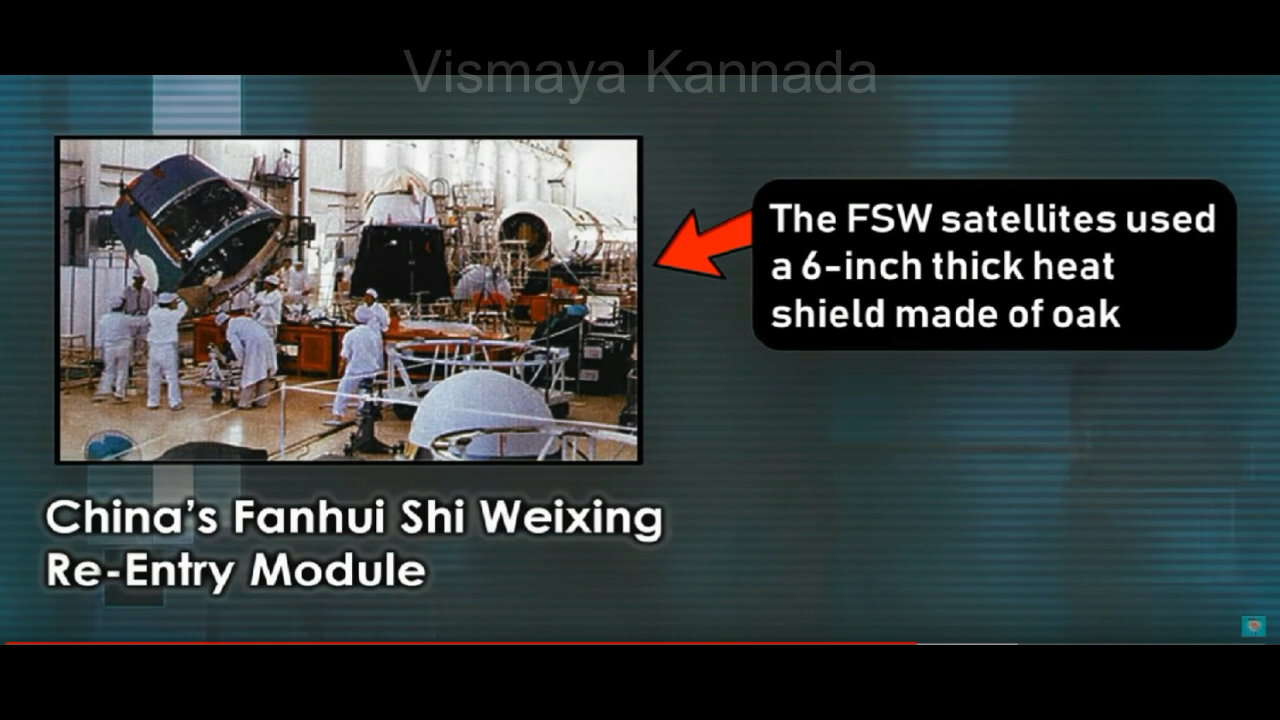 Vismaya Kannada
The FSW satellites used
a 6-inch thick heat
shield made of oak
China's Fanhui Shi Weixing
Re-Entry Module